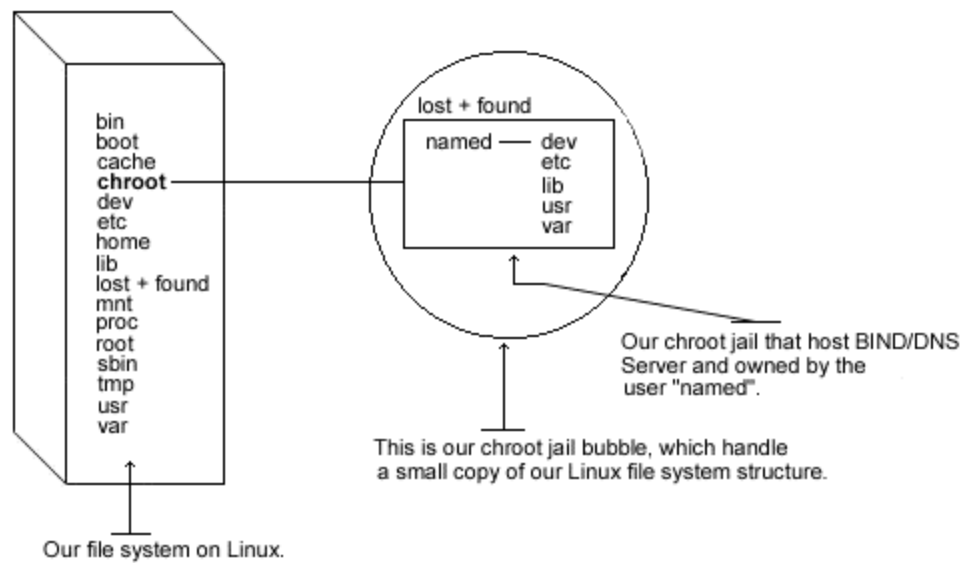 bin
boot
cache
chroot
dev
etc
home
lib
lost + found
mnt
proc
root
sbin
tmp
usr
var
Our file system on Linux.
lost + found
named dev
etc
lib
usr
var
Our chroot jail that host BIND/DNS
Server and owned by the
user "named".
This is our chroot jail bubble, which handle
a small copy of our Linux file system structure.